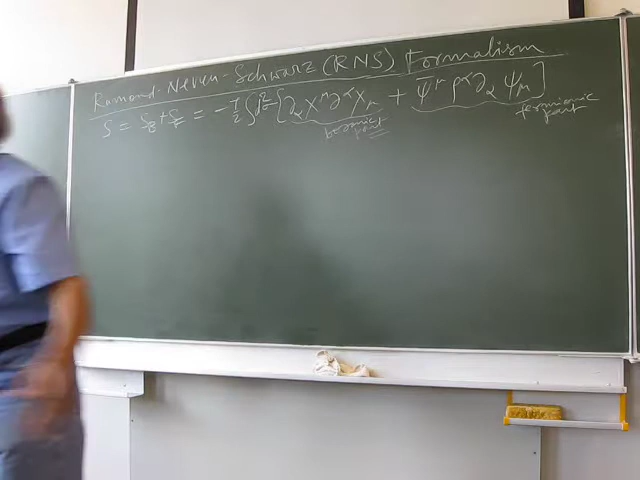 Ramond-Neveu-Schwarz (RNS) Formalism
S = S_B + S_F = -T/2 ∫d²σ [∂_α X^μ ∂^α X_μ + ψ̄^μ ρ^α ∂_α ψ_μ]
bosonic part fermionic part